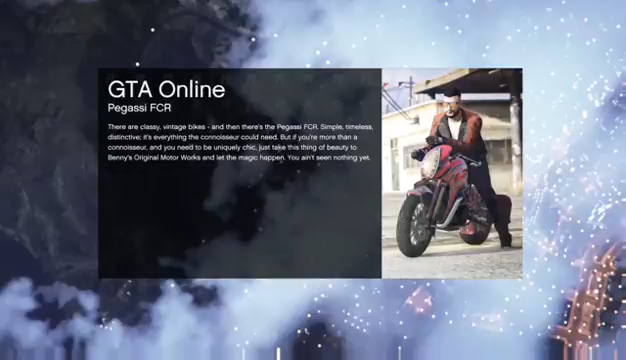 GTA Online
Pegassi FCR
There are classy, vintage bikes - and then there's the Pegassi FCR. Simple, timeless,
distinctive; it's everything the connoisseur could need. But if you're more than a
connoisseur, and you need to be uniquely chic, just take this thing of beauty to
Benny's Original Motor Works and let the magic happen. You ain't seen nothing yet.